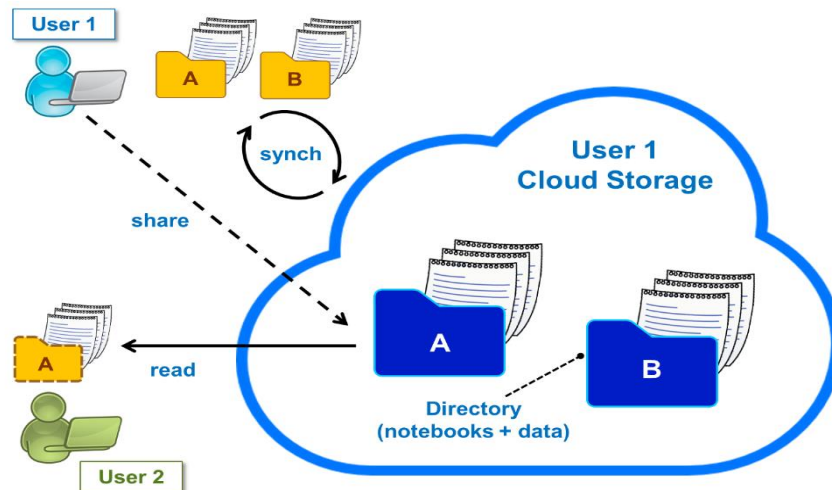 User 1
A
B
synch
User 1
Cloud Storage
share
A
B
A
read
Directory
(notebooks + data)
User 2